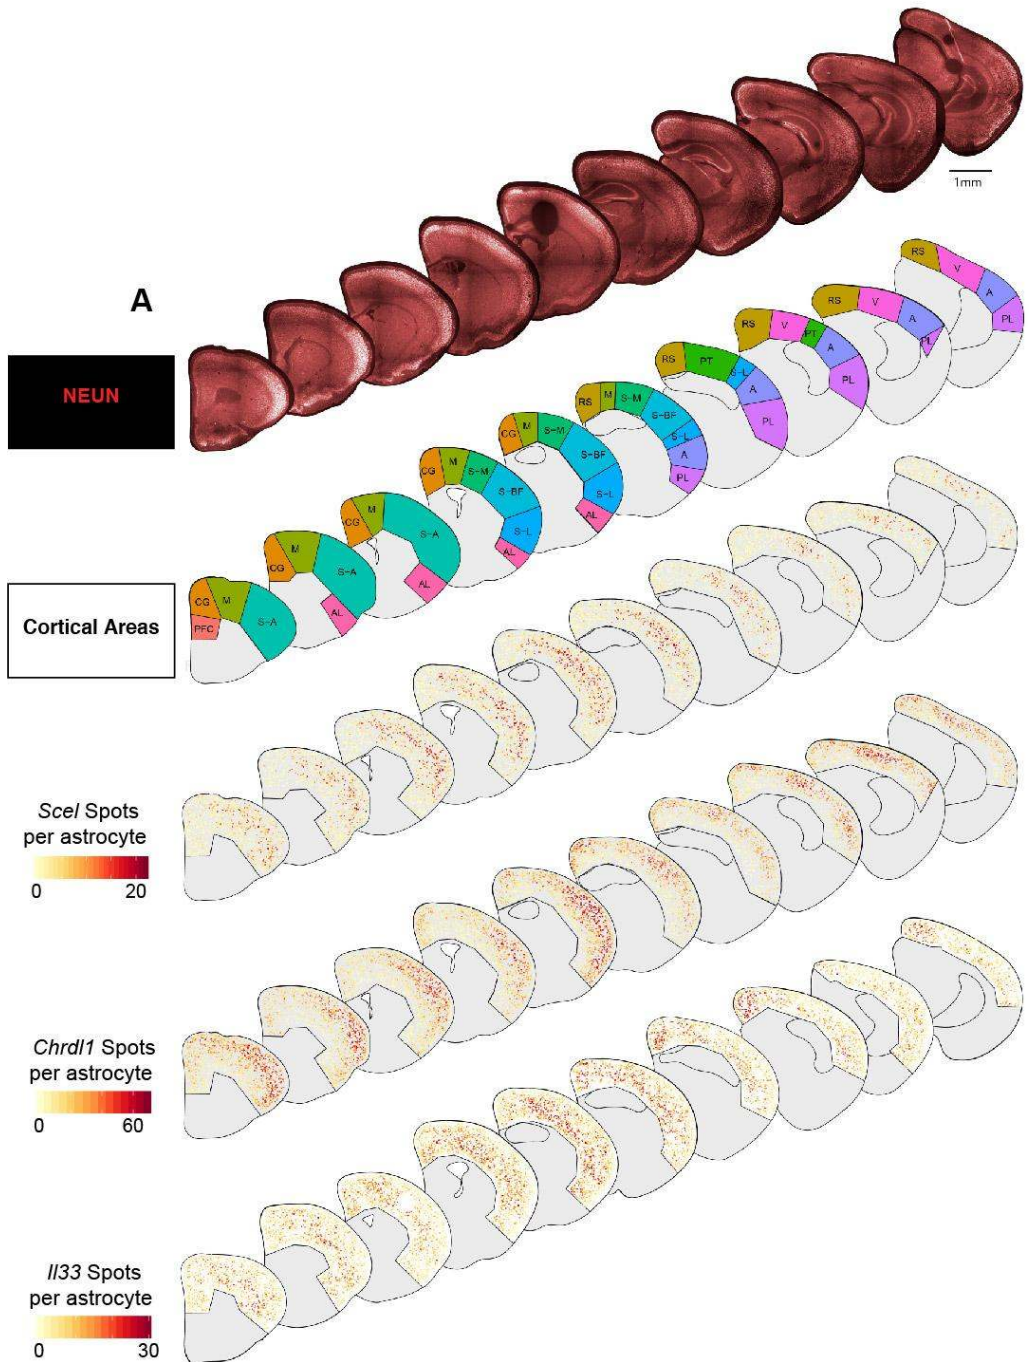 1mm
A
NEUN
RS
V
A
PL
RS
V
A
PL
RS
V
PT
A
PL
RS
PT
S-L
A
PL
RS
M
S-M
S-BF
S-L
A
PL
CG
M
S-M
S-BF
S-L
AL
CG
M
S-M
S-BF
S-L
AL
CG
M
S-A
AL
CG
M
S-A
AL
CG
M
PFC
S-A
Cortical Areas
Scel Spots
per astrocyte
0 20
Chrdl1 Spots
per astrocyte
0 60
Il33 Spots
per astrocyte
0 30